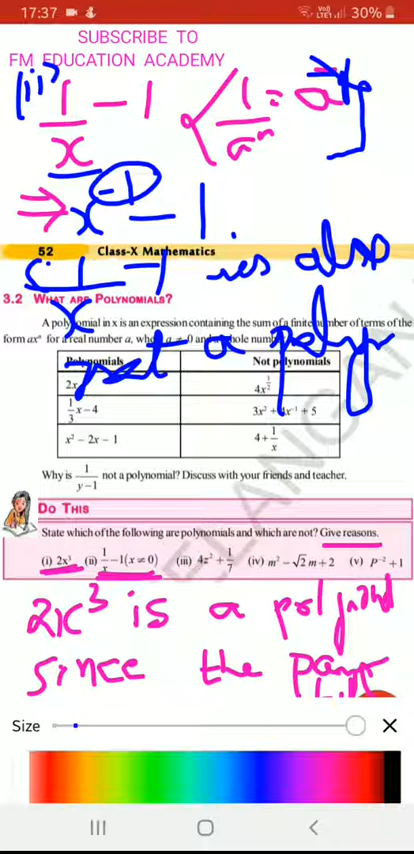 17:37
30%
SUBSCRIBE TO
FM EDUCATION ACADEMY
(ii) 1/x - 1 < 1/aⁿ = a⁻ⁿ
⇒ x⁻¹ - 1
52 Class-X Mathematics
1/x - 1 is also
3.2 WHAT ARE POLYNOMIALS?
A polynomial in x is an expression containing the sum of a finite number of terms of the
form axⁿ for a real number a, where a ≠ 0 and whole number
not a polyn
Polynomials Not polynomials
2x 4x^(1/2)
1/3 x – 4 3x² + 4x⁻¹ + 5
x² – 2x – 1 4 + 1/x
Why is 1/(y–1) not a polynomial? Discuss with your friends and teacher.
DO THIS
State which of the following are polynomials and which are not? Give reasons.
(i) 2x³ (ii) 1/x –1(x ≠ 0) (iii) 4z² + 1/7 (iv) m² – √2 m + 2 (v) P⁻² + 1
2x³ is a
since the
Size